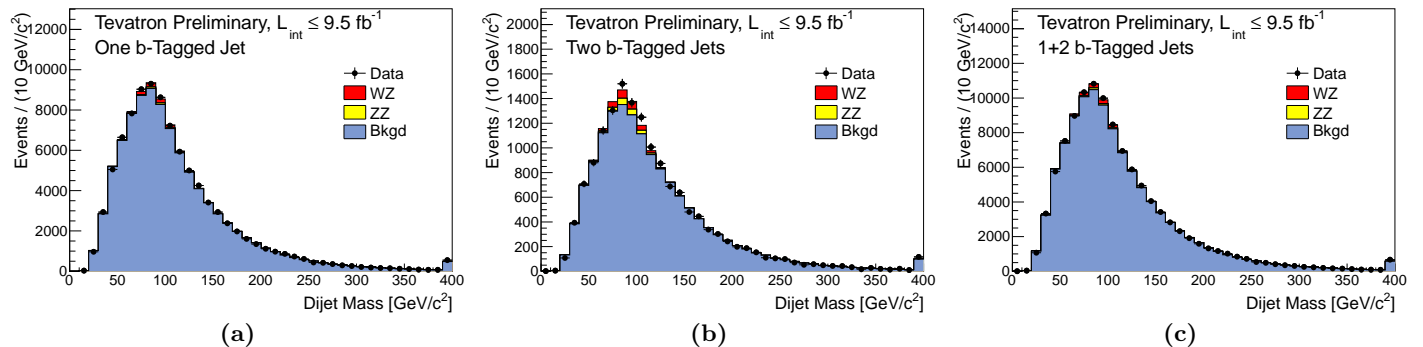 Tevatron Preliminary, L_int ≤ 9.5 fb⁻¹
One b-Tagged Jet
Data
WZ
ZZ
Bkgd
Events / (10 GeV/c²)
12000
10000
8000
6000
4000
2000
0
0 50 100 150 200 250 300 350 400
Dijet Mass [GeV/c²]
(a)
Tevatron Preliminary, L_int ≤ 9.5 fb⁻¹
Two b-Tagged Jets
Data
WZ
ZZ
Bkgd
Events / (10 GeV/c²)
2000
1800
1600
1400
1200
1000
800
600
400
200
0
0 50 100 150 200 250 300 350 400
Dijet Mass [GeV/c²]
(b)
Tevatron Preliminary, L_int ≤ 9.5 fb⁻¹
1+2 b-Tagged Jets
Data
WZ
ZZ
Bkgd
Events / (10 GeV/c²)
14000
12000
10000
8000
6000
4000
2000
0
0 50 100 150 200 250 300 350 400
Dijet Mass [GeV/c²]
(c)